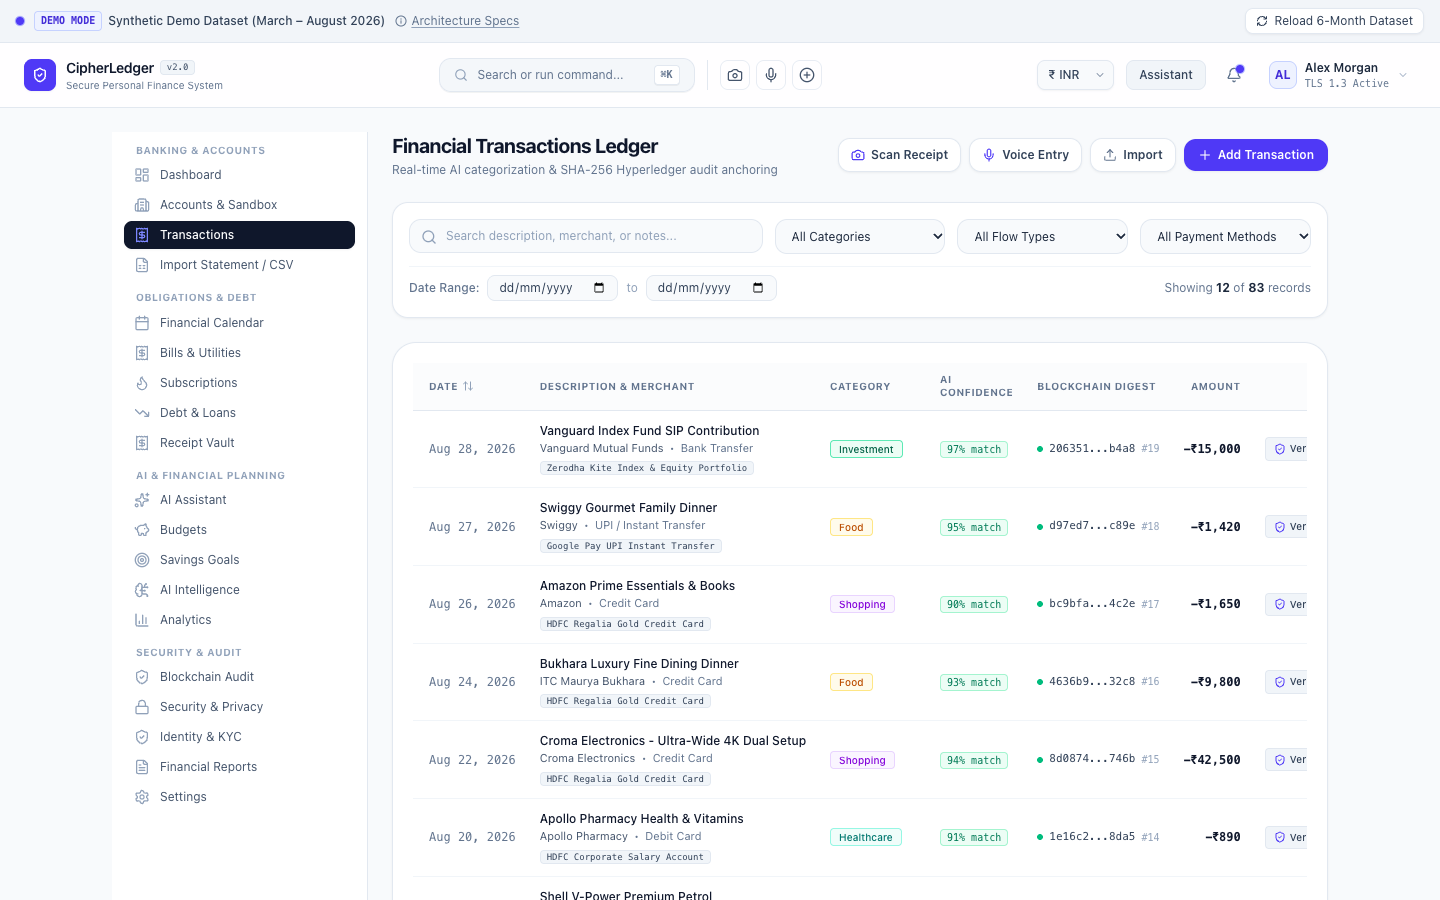 DEMO MODE Synthetic Demo Dataset (March – August 2026) Architecture Specs Reload 6-Month Dataset
CipherLedger v2.0
Secure Personal Finance System
Search or run command... ⌘K
₹ INR
Assistant
AL
Alex Morgan
TLS 1.3 Active
BANKING & ACCOUNTS
Dashboard
Accounts & Sandbox
Transactions
Import Statement / CSV
OBLIGATIONS & DEBT
Financial Calendar
Bills & Utilities
Subscriptions
Debt & Loans
Receipt Vault
AI & FINANCIAL PLANNING
AI Assistant
Budgets
Savings Goals
AI Intelligence
Analytics
SECURITY & AUDIT
Blockchain Audit
Security & Privacy
Identity & KYC
Financial Reports
Settings
Financial Transactions Ledger
Real-time AI categorization & SHA-256 Hyperledger audit anchoring
Scan Receipt
Voice Entry
Import
Add Transaction
Search description, merchant, or notes...
All Categories
All Flow Types
All Payment Methods
Date Range: dd/mm/yyyy to dd/mm/yyyy
Showing 12 of 83 records
DATE DESCRIPTION & MERCHANT CATEGORY AI CONFIDENCE BLOCKCHAIN DIGEST AMOUNT
Aug 28, 2026
Vanguard Index Fund SIP Contribution
Vanguard Mutual Funds • Bank Transfer
Zerodha Kite Index & Equity Portfolio
Investment 97% match 206351...b4a8 #19 −₹15,000 Ver
Aug 27, 2026
Swiggy Gourmet Family Dinner
Swiggy • UPI / Instant Transfer
Google Pay UPI Instant Transfer
Food 95% match d97ed7...c89e #18 −₹1,420 Ver
Aug 26, 2026
Amazon Prime Essentials & Books
Amazon • Credit Card
HDFC Regalia Gold Credit Card
Shopping 90% match bc9bfa...4c2e #17 −₹1,650 Ver
Aug 24, 2026
Bukhara Luxury Fine Dining Dinner
ITC Maurya Bukhara • Credit Card
HDFC Regalia Gold Credit Card
Food 93% match 4636b9...32c8 #16 −₹9,800 Ver
Aug 22, 2026
Croma Electronics - Ultra-Wide 4K Dual Setup
Croma Electronics • Credit Card
HDFC Regalia Gold Credit Card
Shopping 94% match 8d0874...746b #15 −₹42,500 Ver
Aug 20, 2026
Apollo Pharmacy Health & Vitamins
Apollo Pharmacy • Debit Card
HDFC Corporate Salary Account
Healthcare 91% match 1e16c2...8da5 #14 −₹890 Ver
Shell V-Power Premium Petrol